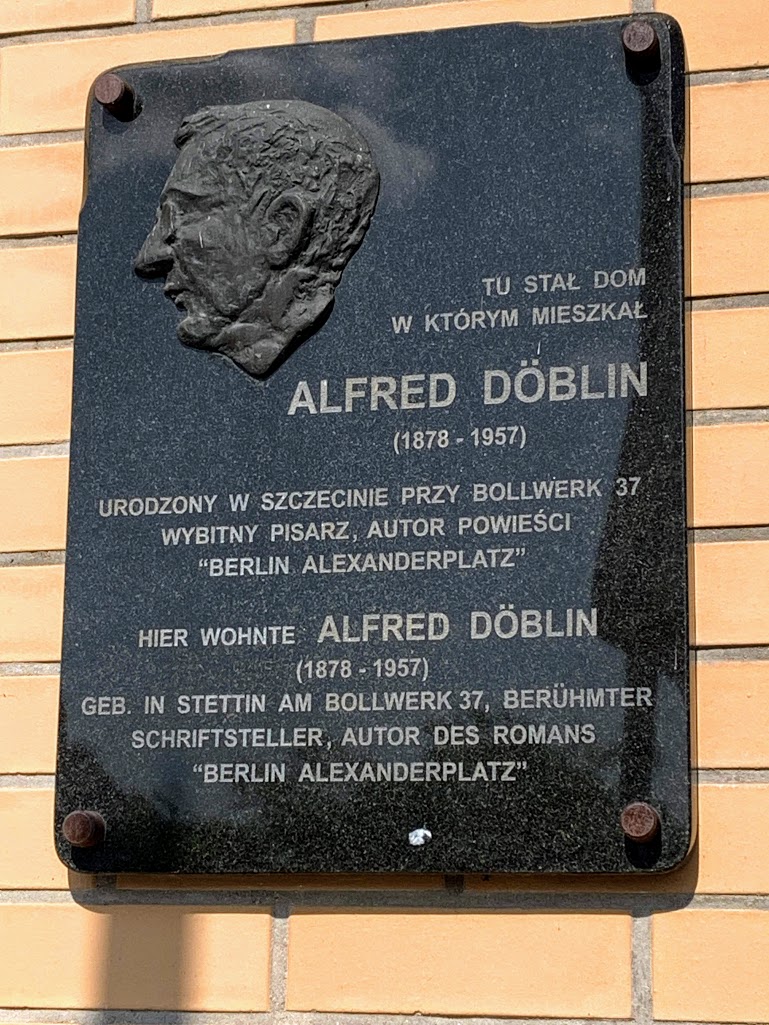 TU STAŁ DOM
W KTÓRYM MIESZKAŁ
ALFRED DÖBLIN
(1878 - 1957)
URODZONY W SZCZECINIE PRZY BOLLWERK 37
WYBITNY PISARZ, AUTOR POWIEŚCI
“BERLIN ALEXANDERPLATZ”
HIER WOHNTE ALFRED DÖBLIN
(1878 - 1957)
GEB. IN STETTIN AM BOLLWERK 37, BERÜHMTER
SCHRIFTSTELLER, AUTOR DES ROMANS
“BERLIN ALEXANDERPLATZ”